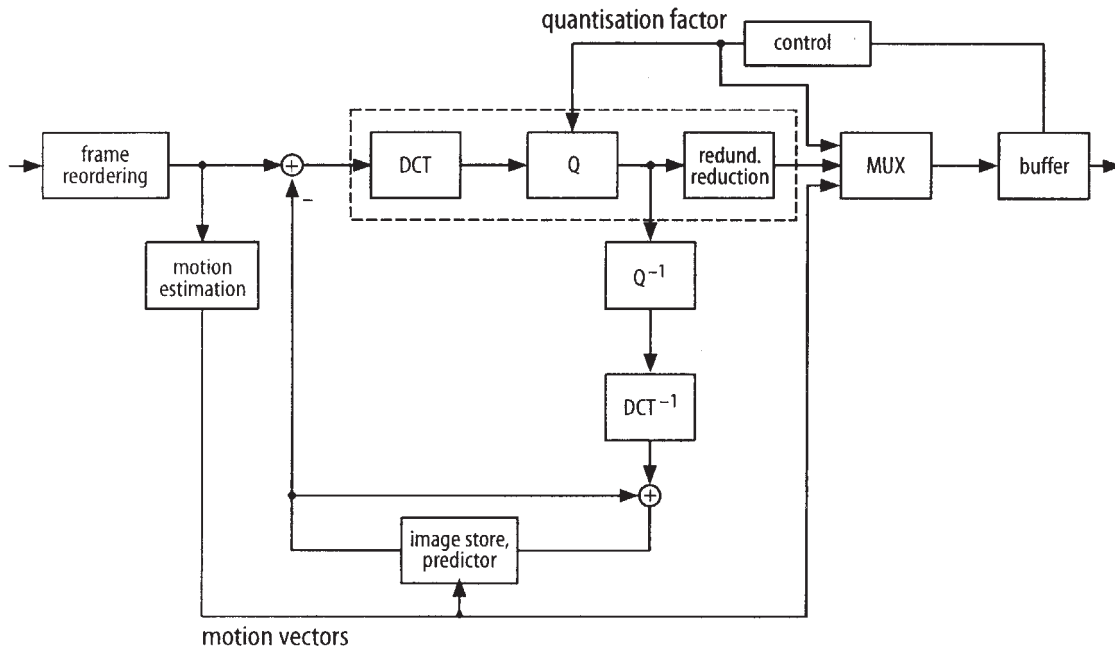 quantisation factor
control
frame
reordering
+
DCT
Q
redund.
reduction
MUX
buffer
−
motion
estimation
Q⁻¹
DCT⁻¹
+
image store,
predictor
motion vectors